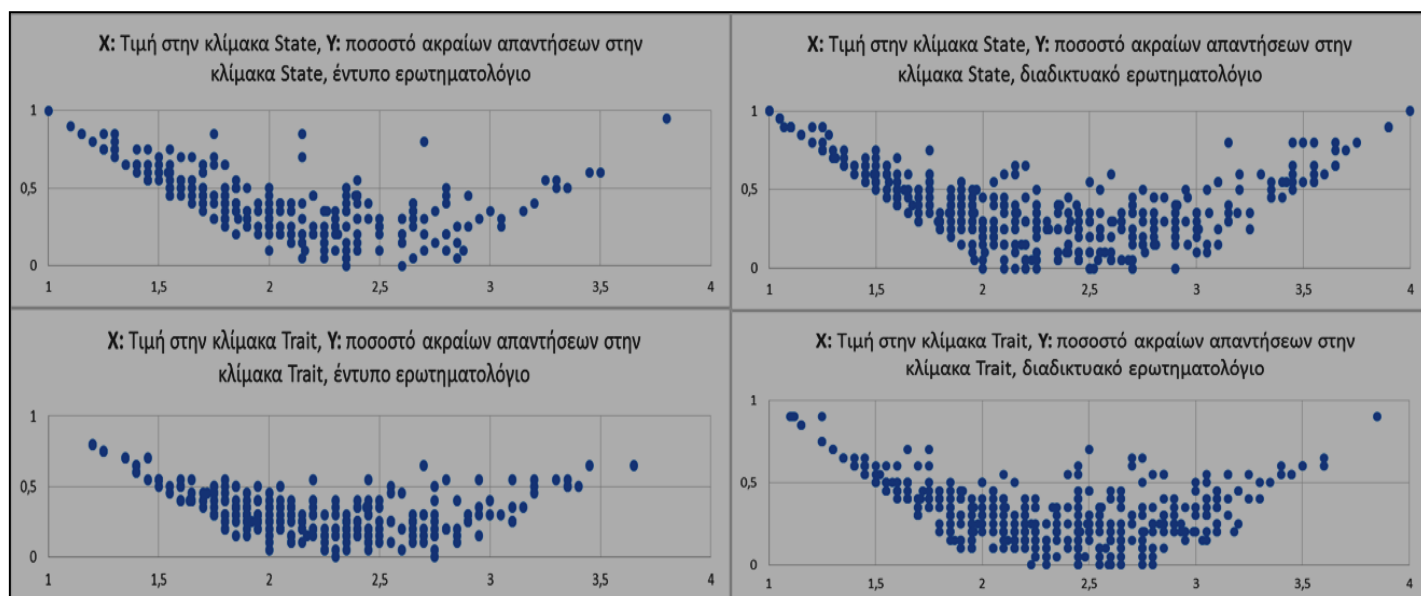 X: Τιμή στην κλίμακα State, Y: ποσοστό ακραίων απαντήσεων στην
κλίμακα State, έντυπο ερωτηματολόγιο
1
0,5
0
1 1,5 2 2,5 3 3,5 4
X: Τιμή στην κλίμακα State, Y: ποσοστό ακραίων απαντήσεων στην
κλίμακα State, διαδικτυακό ερωτηματολόγιο
1
0,5
0
1 1,5 2 2,5 3 3,5 4
X: Τιμή στην κλίμακα Trait, Y: ποσοστό ακραίων απαντήσεων στην
κλίμακα Trait, έντυπο ερωτηματολόγιο
1
0,5
0
1 1,5 2 2,5 3 3,5 4
X: Τιμή στην κλίμακα Trait, Y: ποσοστό ακραίων απαντήσεων στην
κλίμακα Trait, διαδικτυακό ερωτηματολόγιο
1
0,5
0
1 1,5 2 2,5 3 3,5 4